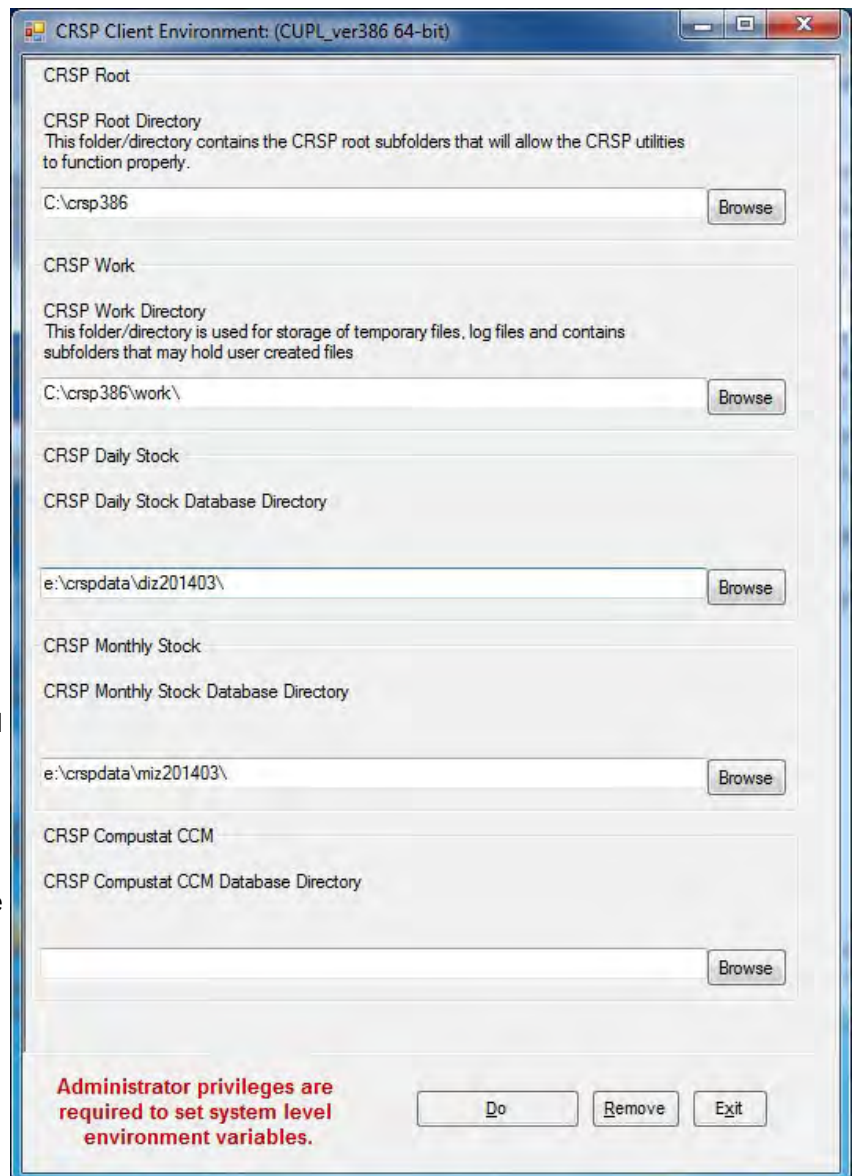 CRSP Client Environment: (CUPL_ver386 64-bit)
CRSP Root
CRSP Root Directory
This folder/directory contains the CRSP root subfolders that will allow the CRSP utilities
to function properly.
C:\crsp386
Browse
CRSP Work
CRSP Work Directory
This folder/directory is used for storage of temporary files, log files and contains
subfolders that may hold user created files
C:\crsp386\work\
Browse
CRSP Daily Stock
CRSP Daily Stock Database Directory
e:\crspdata\diz201403\
Browse
CRSP Monthly Stock
CRSP Monthly Stock Database Directory
e:\crspdata\miz201403\
Browse
CRSP Compustat CCM
CRSP Compustat CCM Database Directory
Browse
Administrator privileges are
required to set system level
environment variables.
Do
Remove
Exit